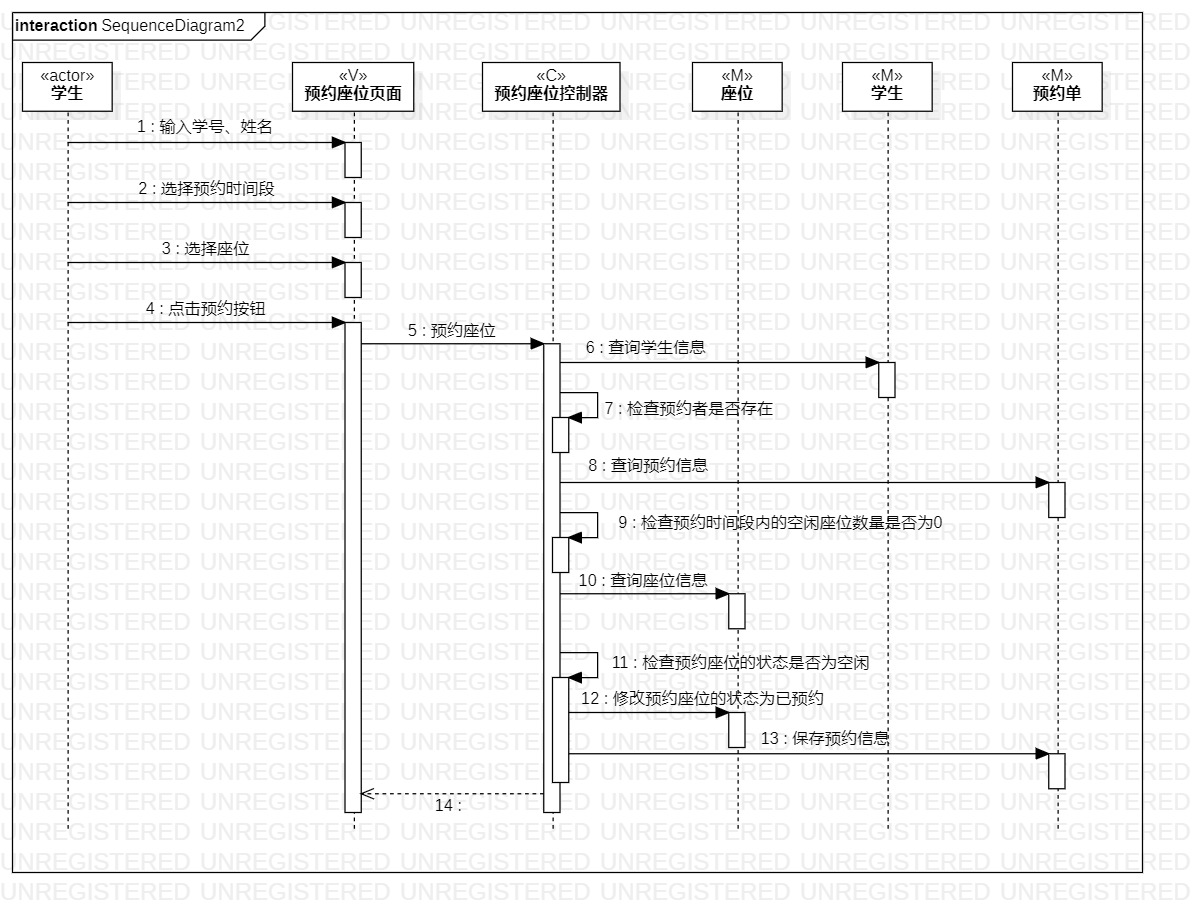 interaction SequenceDiagram2
«actor»
学生
«V»
预约座位页面
«C»
预约座位控制器
«M»
座位
«M»
学生
«M»
预约单
1 : 输入学号、姓名
2 : 选择预约时间段
3 : 选择座位
4 : 点击预约按钮
5 : 预约座位
6 : 查询学生信息
7 : 检查预约者是否存在
8 : 查询预约信息
9 : 检查预约时间段内的空闲座位数量是否为0
10 : 查询座位信息
11 : 检查预约座位的状态是否为空闲
12 : 修改预约座位的状态为已预约
13 : 保存预约信息
14 :
UNREGISTERED